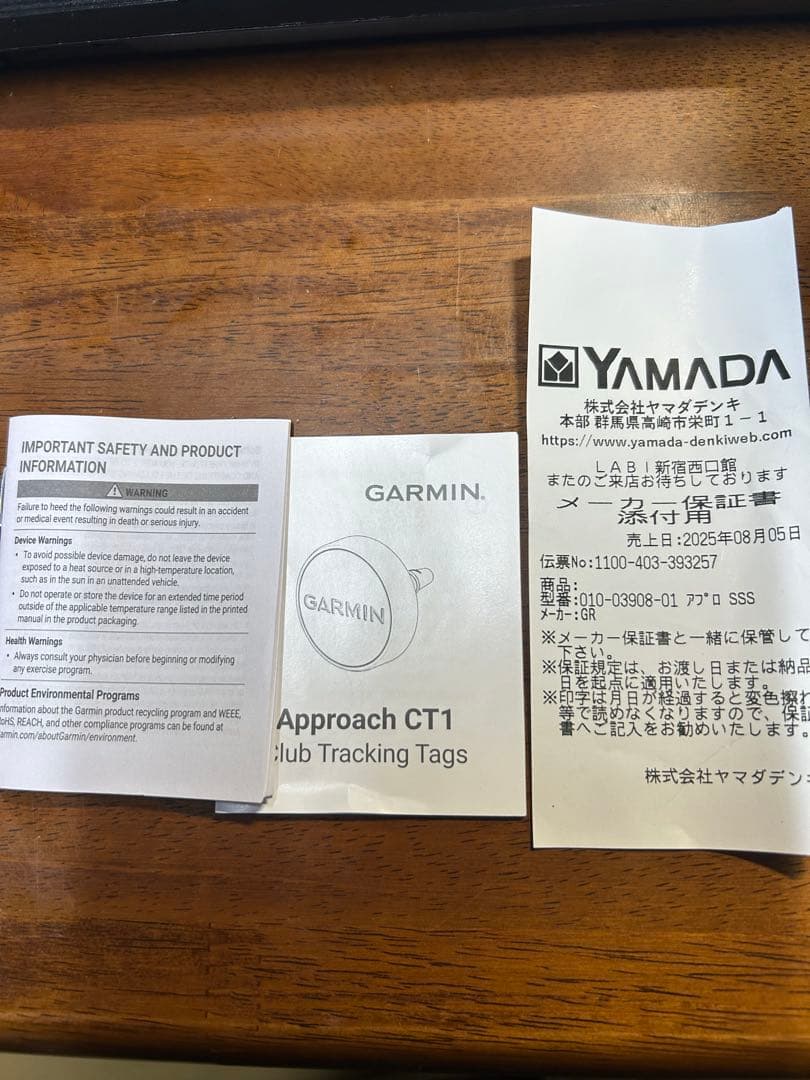 IMPORTANT SAFETY AND PRODUCT
INFORMATION
WARNING
Failure to heed the following warnings could result in an accident
or medical event resulting in death or serious injury.
Device Warnings
• To avoid possible device damage, do not leave the device
exposed to a heat source or in a high-temperature location,
such as in the sun in an unattended vehicle.
• Do not operate or store the device for an extended time period
outside of the applicable temperature range listed in the printed
manual in the product packaging.
Health Warnings
• Always consult your physician before beginning or modifying
any exercise program.
Product Environmental Programs
nformation about the Garmin product recycling program and WEEE,
RoHS, REACH, and other compliance programs can be found at
garmin.com/aboutGarmin/environment.
GARMIN.
GARMIN
Approach CT1
Club Tracking Tags
YAMADA
株式会社ヤマダデンキ
本部 群馬県高崎市栄町1-1
https://www.yamada-denkiweb.com
LABI新宿西口館
またのご来店お待ちしております
メーカー保証書
添付用
売上日:2025年08月05日
伝票No:1100-403-393257
商品:
型番:010-03908-01 アプロ SSS
メーカー:GR
※メーカー保証書と一緒に保管して
下さい。
※保証規定は、お渡し日または納品
日を起点に適用いたします。
※印字は月日が経過すると変色擦れ
等で読めなくなりますので、保証
書へご記入をお勧めいたします。
株式会社ヤマダデンキ